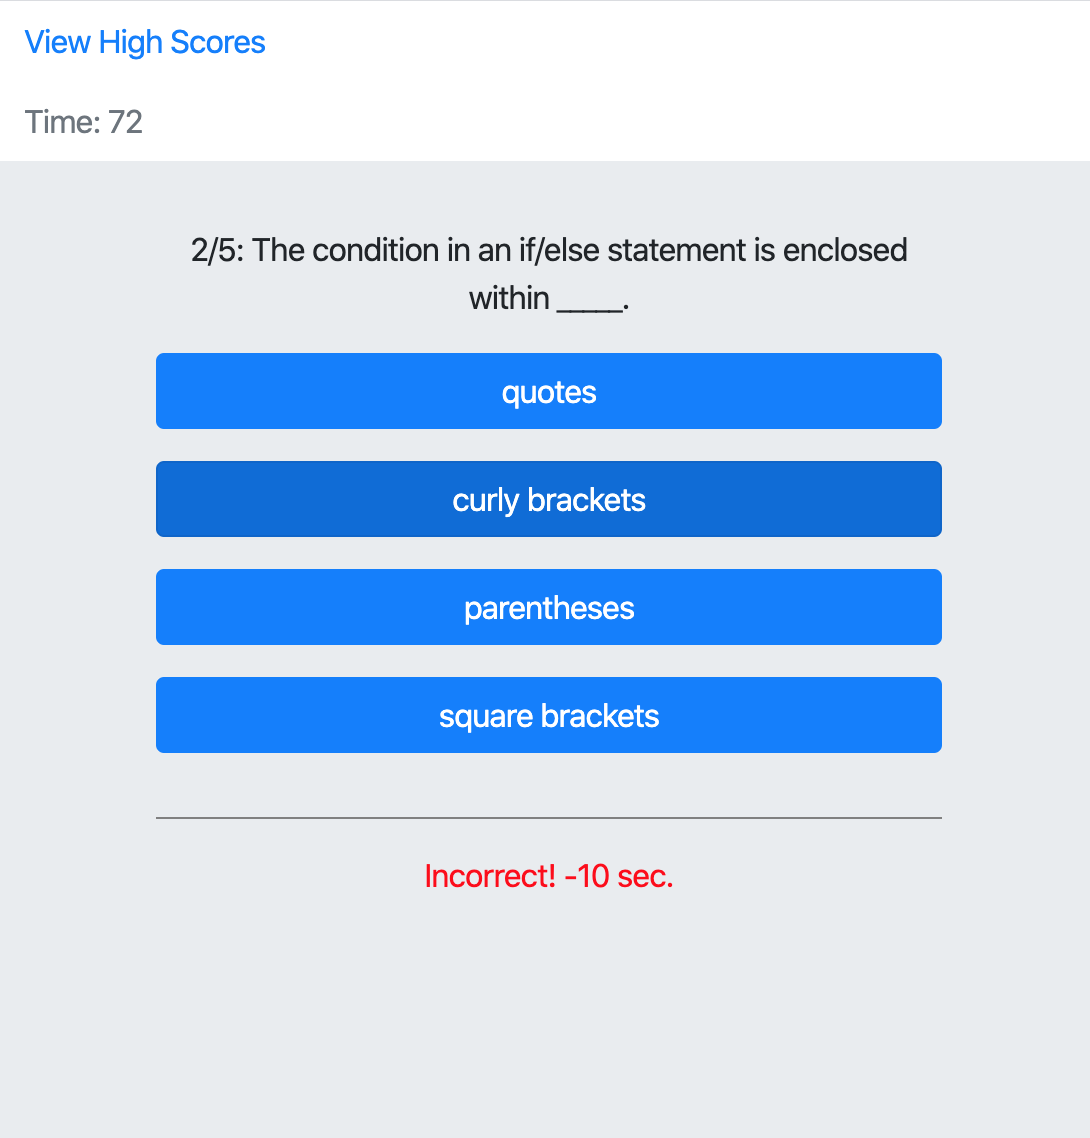 View High Scores
Time: 72
2/5: The condition in an if/else statement is enclosed
within _____.
quotes
curly brackets
parentheses
square brackets
Incorrect! -10 sec.